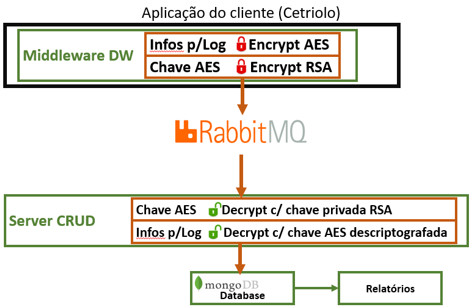 Aplicação do cliente (Cetriolo)
Middleware DW
Infos p/Log Encrypt AES
Chave AES Encrypt RSA
RabbitMQ
Server CRUD
Chave AES Decrypt c/ chave privada RSA
Infos p/Log Decrypt c/ chave AES descriptografada
mongoDB
Database
Relatórios